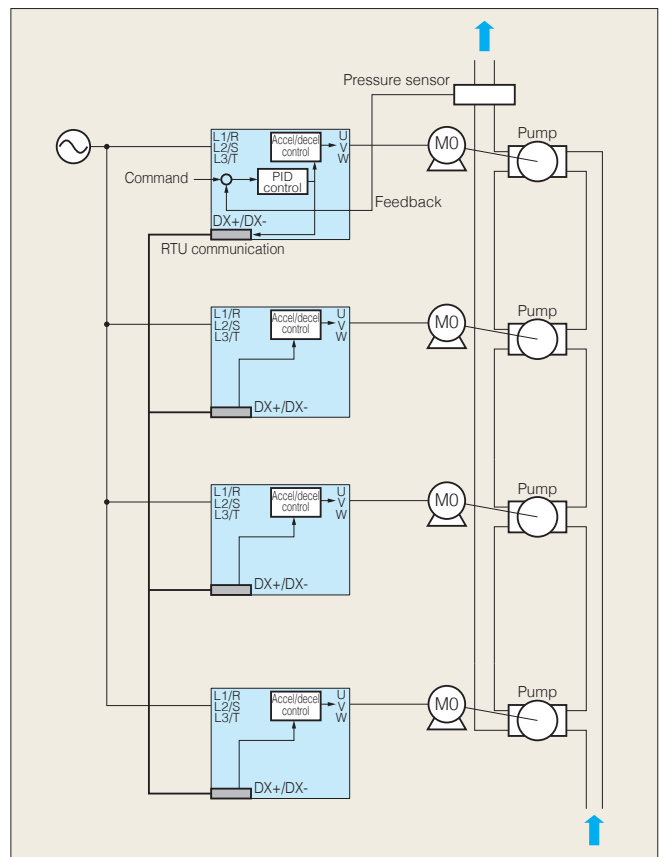 Pressure sensor
L1/R
L2/S
L3/T
Accel/decel
control
U
V
W
M0
Pump
Command
PID
control
Feedback
DX+/DX-
RTU communication
L1/R
L2/S
L3/T
Accel/decel
control
U
V
W
M0
Pump
DX+/DX-
L1/R
L2/S
L3/T
Accel/decel
control
U
V
W
M0
Pump
DX+/DX-
L1/R
L2/S
L3/T
Accel/decel
control
U
V
W
M0
Pump
DX+/DX-